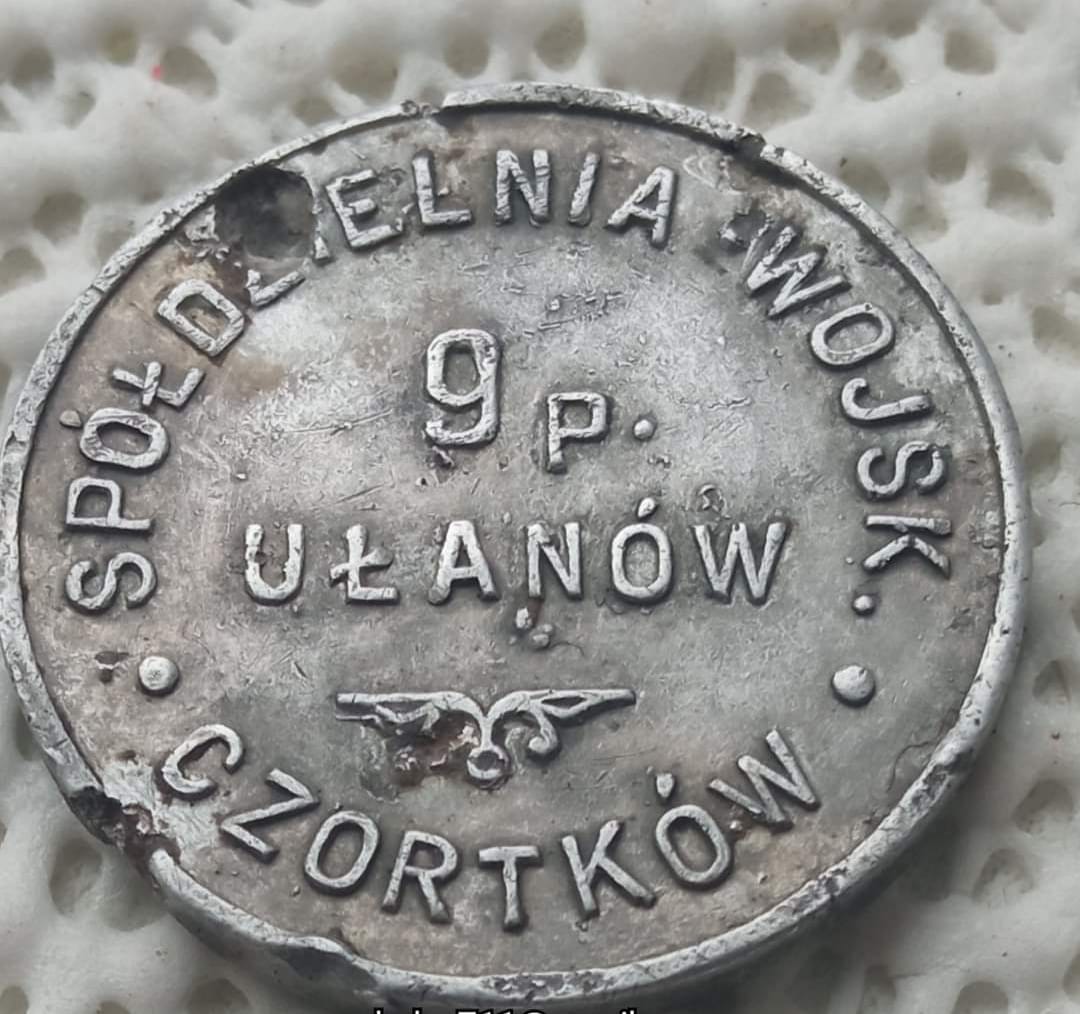 SPÓŁDZIELNIA WOJSK.
9 P.
UŁANÓW
CZORTKÓW